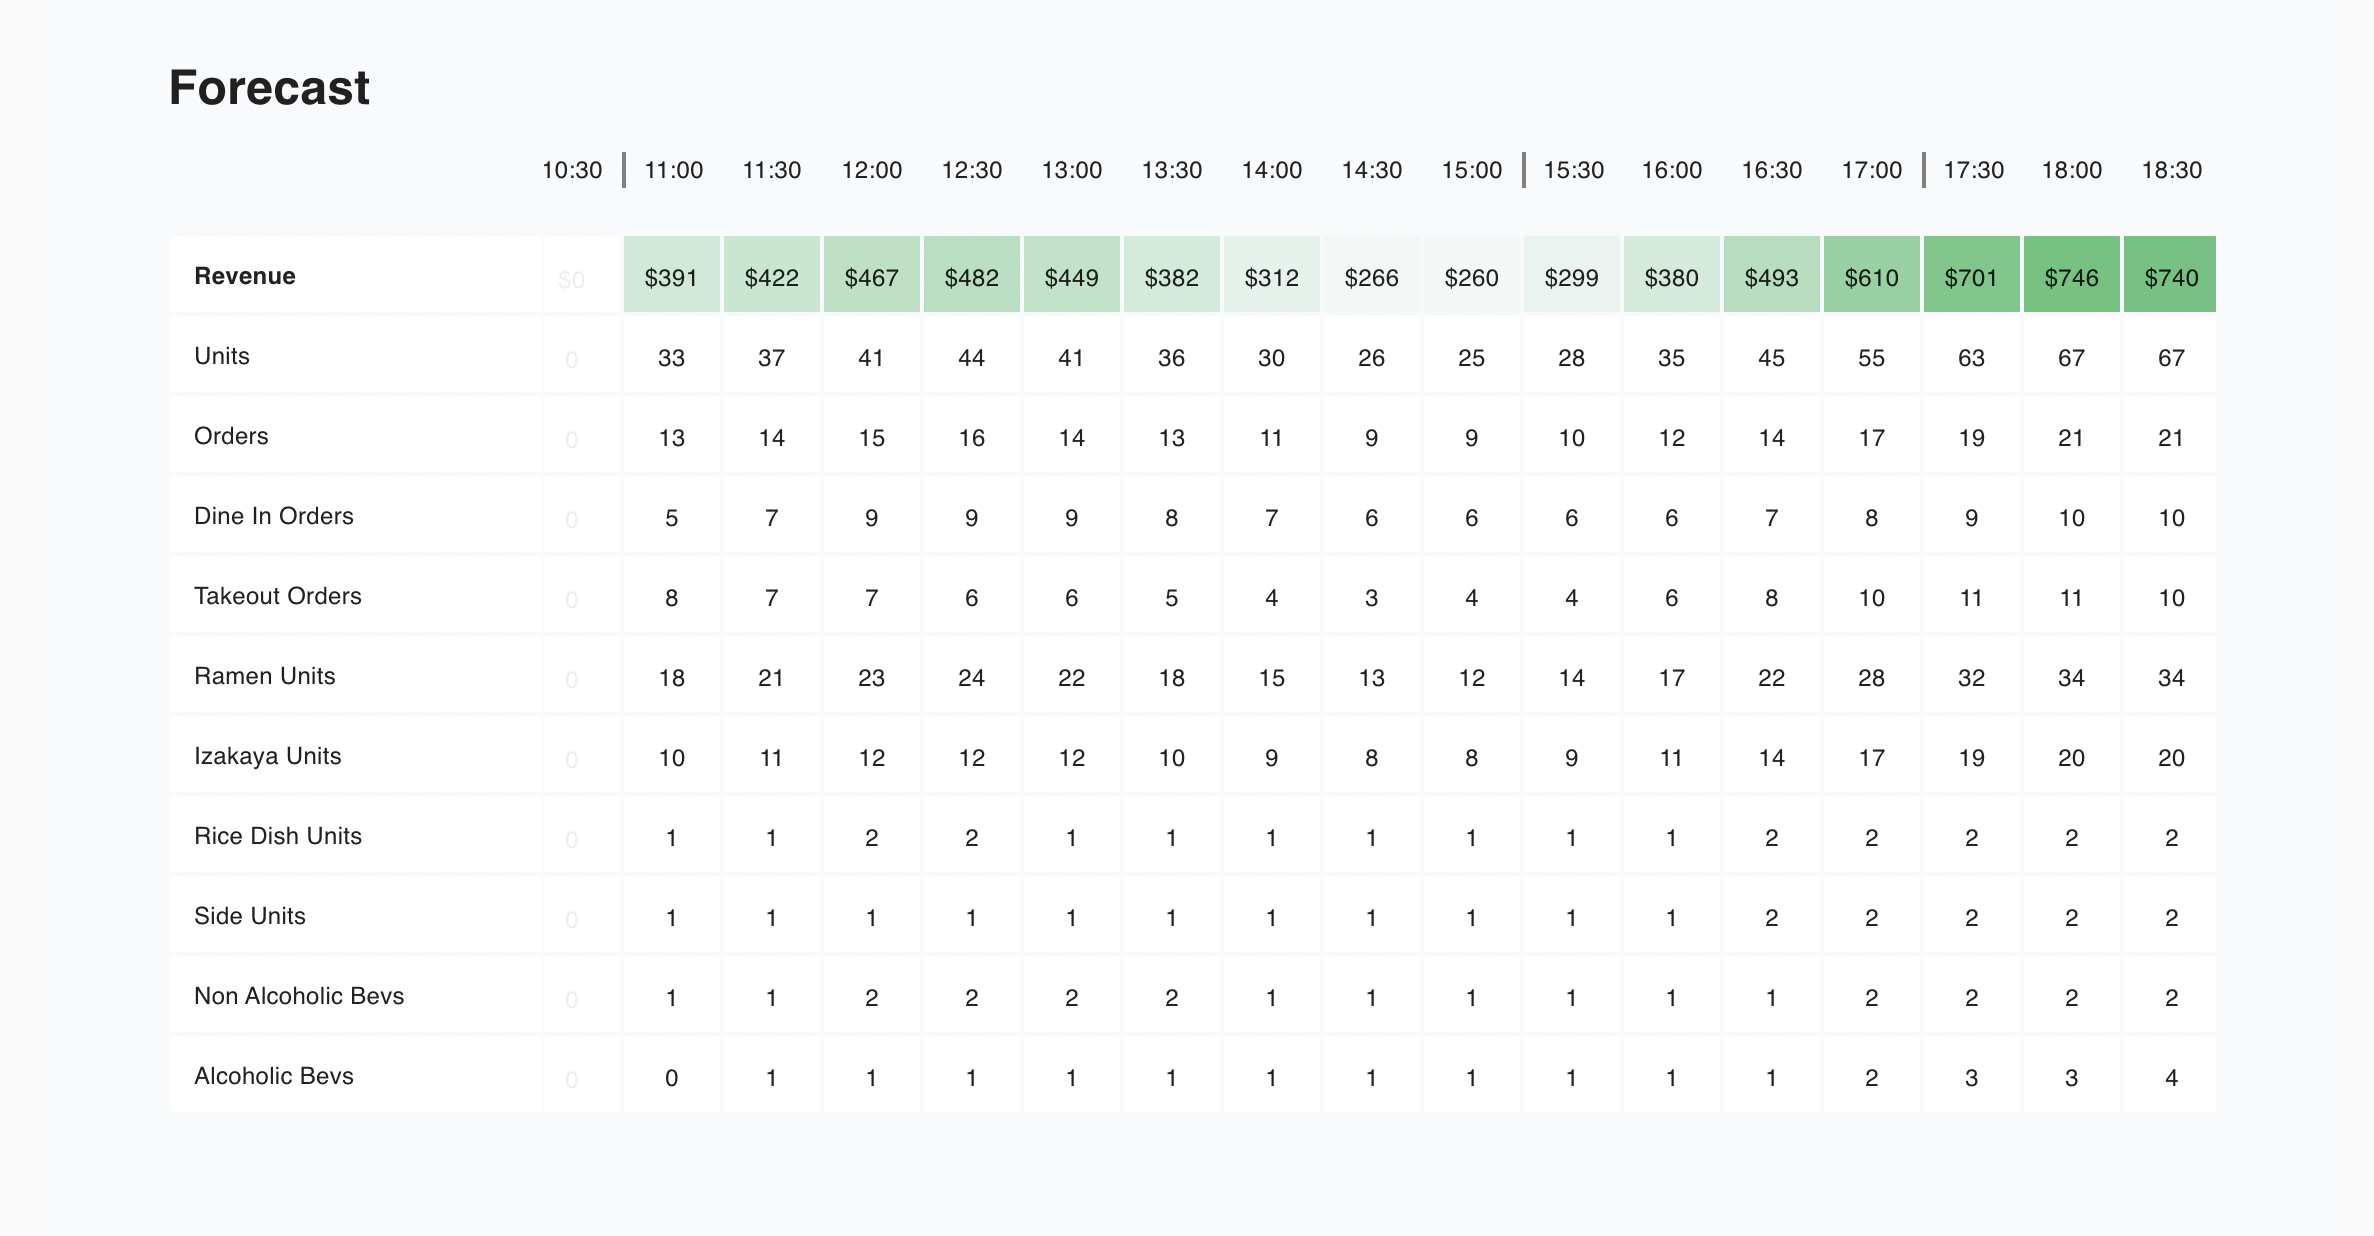 Forecast
10:30 11:00 11:30 12:00 12:30 13:00 13:30 14:00 14:30 15:00 15:30 16:00 16:30 17:00 17:30 18:00 18:30
Revenue $0 $391 $422 $467 $482 $449 $382 $312 $266 $260 $299 $380 $493 $610 $701 $746 $740
Units 0 33 37 41 44 41 36 30 26 25 28 35 45 55 63 67 67
Orders 0 13 14 15 16 14 13 11 9 9 10 12 14 17 19 21 21
Dine In Orders 0 5 7 9 9 9 8 7 6 6 6 6 7 8 9 10 10
Takeout Orders 0 8 7 7 6 6 5 4 3 4 4 6 8 10 11 11 10
Ramen Units 0 18 21 23 24 22 18 15 13 12 14 17 22 28 32 34 34
Izakaya Units 0 10 11 12 12 12 10 9 8 8 9 11 14 17 19 20 20
Rice Dish Units 0 1 1 2 2 1 1 1 1 1 1 1 2 2 2 2 2
Side Units 0 1 1 1 1 1 1 1 1 1 1 1 2 2 2 2 2
Non Alcoholic Bevs 0 1 1 2 2 2 2 1 1 1 1 1 1 2 2 2 2
Alcoholic Bevs 0 0 1 1 1 1 1 1 1 1 1 1 1 2 3 3 4